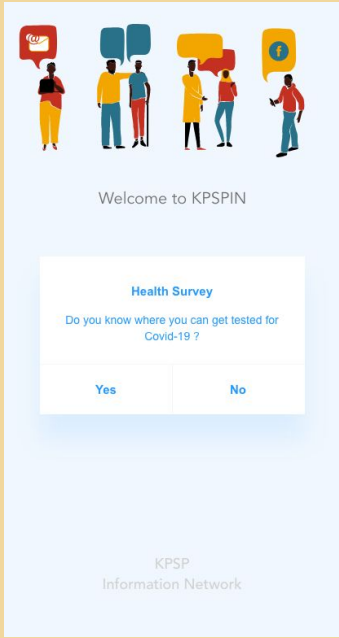 @
f
Welcome to KPSPIN
Health Survey
Do you know where you can get tested for
Covid-19 ?
Yes
No
KPSP
Information Network